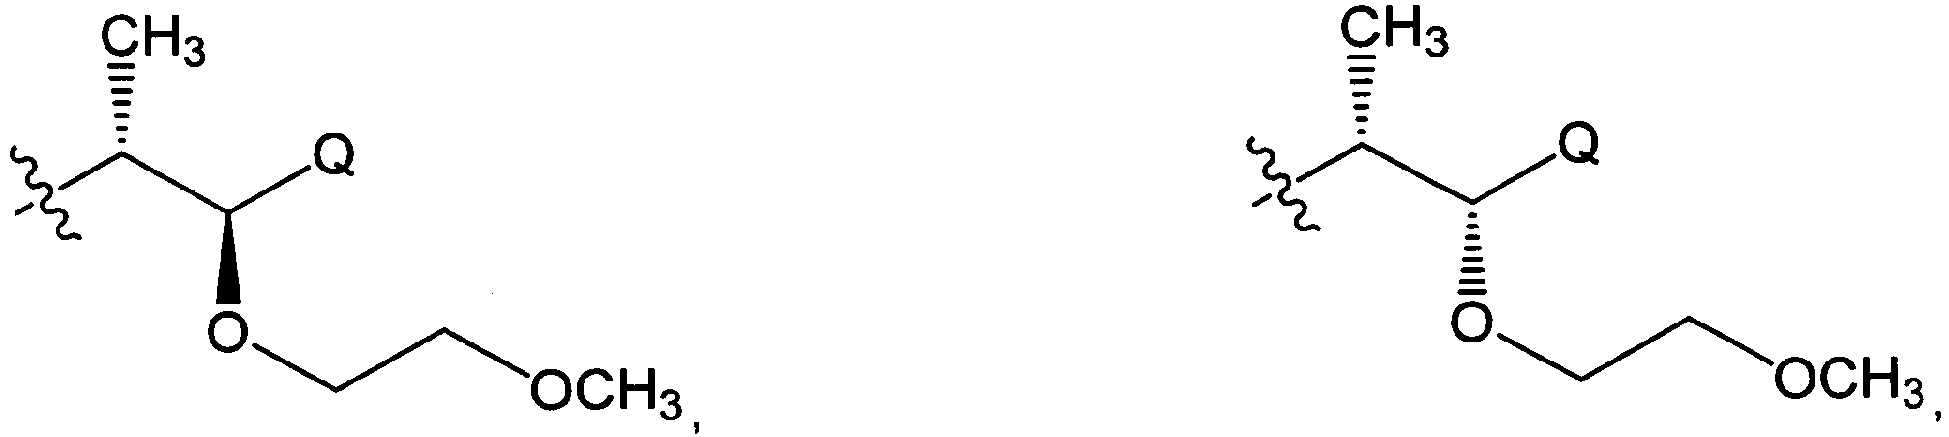 CH₃ CH₃
Q Q
O O
OCH₃, OCH₃,